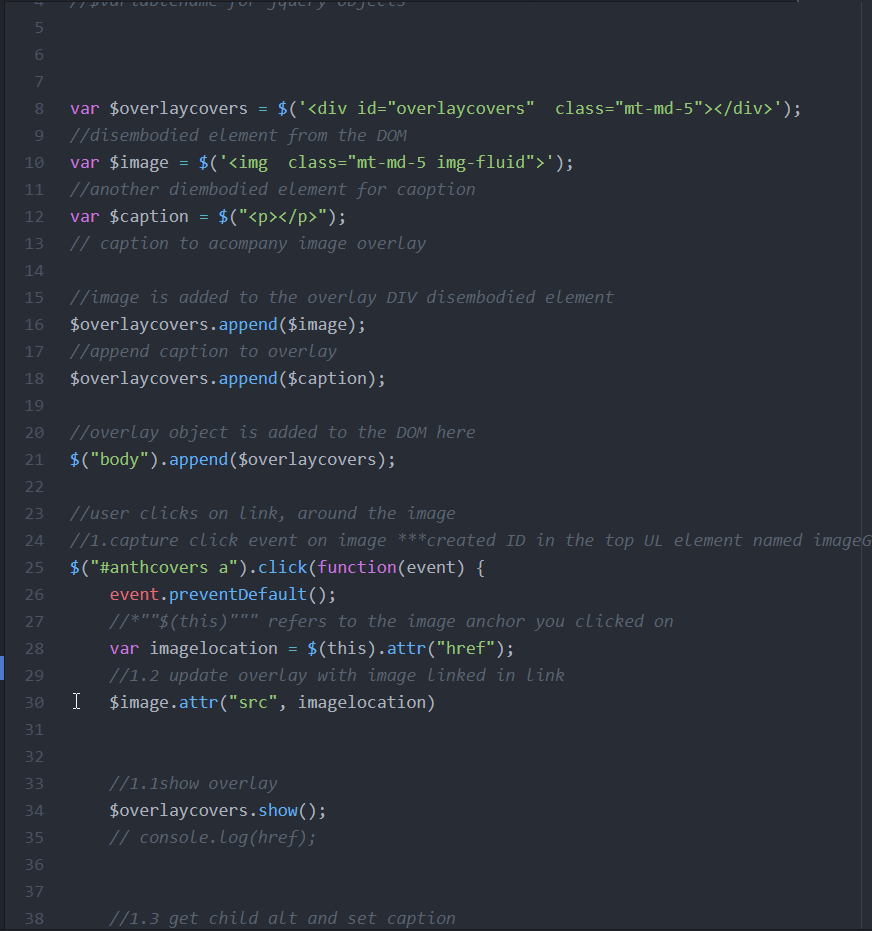 4 //$variablename for jquery objects
5
6
7
8 var $overlaycovers = $('<div id="overlaycovers"  class="mt-md-5"></div>');
9 //disembodied element from the DOM
10 var $image = $('<img  class="mt-md-5 img-fluid">');
11 //another diembodied element for caoption
12 var $caption = $("<p></p>");
13 // caption to acompany image overlay
14
15 //image is added to the overlay DIV disembodied element
16 $overlaycovers.append($image);
17 //append caption to overlay
18 $overlaycovers.append($caption);
19
20 //overlay object is added to the DOM here
21 $("body").append($overlaycovers);
22
23 //user clicks on link, around the image
24 //1.capture click event on image ***created ID in the top UL element named imageG
25 $("#anthcovers a").click(function(event) {
26     event.preventDefault();
27     //*""$(this)""" refers to the image anchor you clicked on
28     var imagelocation = $(this).attr("href");
29     //1.2 update overlay with image linked in link
30     $image.attr("src", imagelocation)
31
32
33     //1.1show overlay
34     $overlaycovers.show();
35     // console.log(href);
36
37
38     //1.3 get child alt and set caption